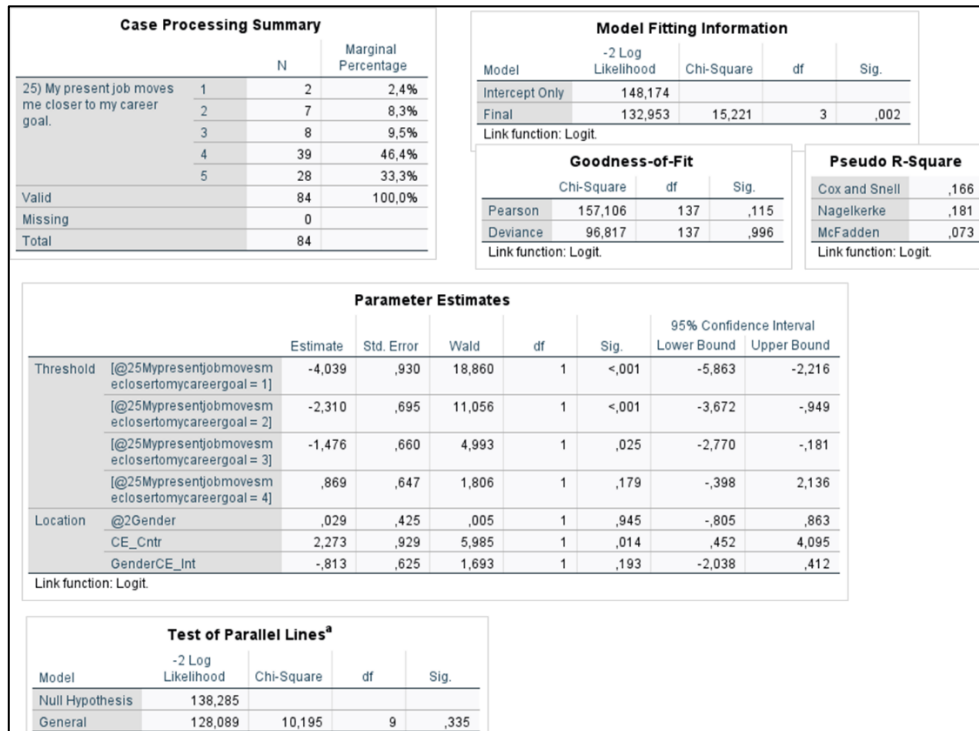 Case Processing Summary
N Marginal Percentage
25) My present job moves me closer to my career goal. 1 2 2,4%
2 7 8,3%
3 8 9,5%
4 39 46,4%
5 28 33,3%
Valid 84 100,0%
Missing 0
Total 84
Model Fitting Information
Model -2 Log Likelihood Chi-Square df Sig.
Intercept Only 148,174
Final 132,953 15,221 3 ,002
Link function: Logit.
Goodness-of-Fit
Chi-Square df Sig.
Pearson 157,106 137 ,115
Deviance 96,817 137 ,996
Link function: Logit.
Pseudo R-Square
Cox and Snell ,166
Nagelkerke ,181
McFadden ,073
Link function: Logit.
Parameter Estimates
95% Confidence Interval
Estimate Std. Error Wald df Sig. Lower Bound Upper Bound
Threshold [@25Mypresentjobmovesm -4,039 ,930 18,860 1 <,001 -5,863 -2,216
eclosertomycareergoal = 1]
[@25Mypresentjobmovesm -2,310 ,695 11,056 1 <,001 -3,672 -,949
eclosertomycareergoal = 2]
[@25Mypresentjobmovesm -1,476 ,660 4,993 1 ,025 -2,770 -,181
eclosertomycareergoal = 3]
[@25Mypresentjobmovesm ,869 ,647 1,806 1 ,179 -,398 2,136
eclosertomycareergoal = 4]
Location @2Gender ,029 ,425 ,005 1 ,945 -,805 ,863
CE_Cntr 2,273 ,929 5,985 1 ,014 ,452 4,095
GenderCE_Int -,813 ,625 1,693 1 ,193 -2,038 ,412
Link function: Logit.
Test of Parallel Lines<sup>a</sup>
Model -2 Log Likelihood Chi-Square df Sig.
Null Hypothesis 138,285
General 128,089 10,195 9 ,335